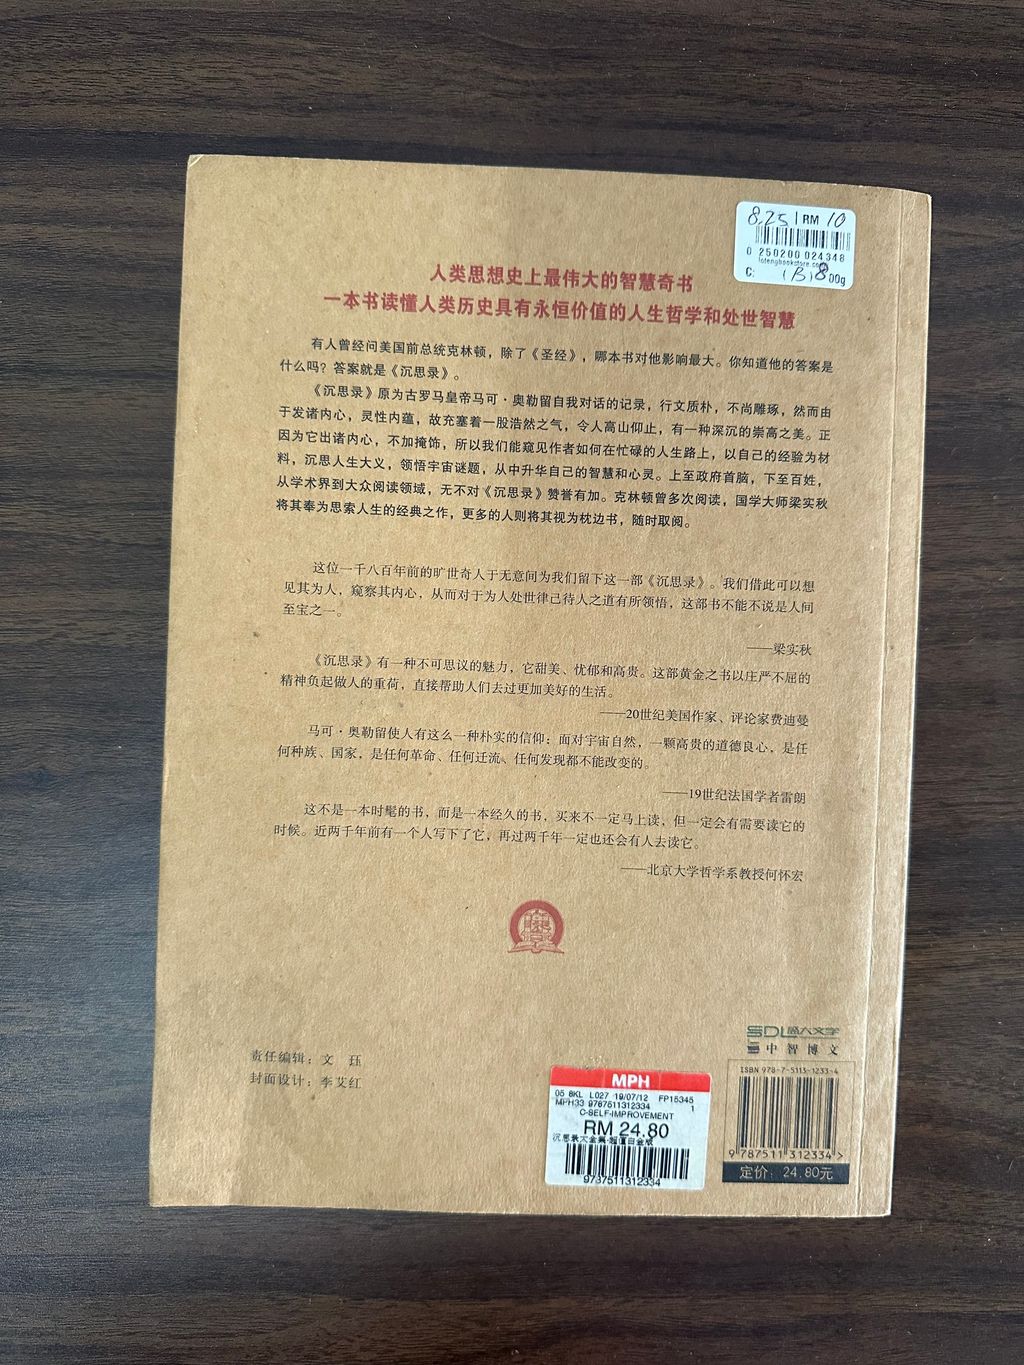 8.25 | RM 10
0 250200 024348
lotengbookstore.com
C: (B) 8 00g
人类思想史上最伟大的智慧奇书
一本书读懂人类历史具有永恒价值的人生哲学和处世智慧
有人曾经问美国前总统克林顿，除了《圣经》，哪本书对他影响最大。你知道他的答案是
什么吗？答案就是《沉思录》。
《沉思录》原为古罗马皇帝马可·奥勒留自我对话的记录，行文质朴，不尚雕琢，然而由
于发诸内心，灵性内蕴，故充塞着一股浩然之气，令人高山仰止，有一种深沉的崇高之美。正
因为它出诸内心，不加掩饰，所以我们能窥见作者如何在忙碌的人生路上，以自己的经验为材
料，沉思人生大义，领悟宇宙谜题，从中升华自己的智慧和心灵。上至政府首脑，下至百姓，
从学术界到大众阅读领域，无不对《沉思录》赞誉有加。克林顿曾多次阅读，国学大师梁实秋
将其奉为思索人生的经典之作，更多的人则将其视为枕边书，随时取阅。
这位一千八百年前的旷世奇人于无意间为我们留下这一部《沉思录》。我们借此可以想
见其为人，窥察其内心，从而对于为人处世律己待人之道有所领悟，这部书不能不说是人间
至宝之一。
——梁实秋
《沉思录》有一种不可思议的魅力，它甜美、忧郁和高贵。这部黄金之书以庄严不屈的
精神负起做人的重荷，直接帮助人们去过更加美好的生活。
——20世纪美国作家、评论家费迪曼
马可·奥勒留使人有这么一种朴实的信仰：面对宇宙自然，一颗高贵的道德良心，是任
何种族、国家，是任何革命、任何迁流、任何发现都不能改变的。
——19世纪法国学者雷朗
这不是一本时髦的书，而是一本经久的书，买来不一定马上读，但一定会有需要读它的
时候。近两千年前有一个人写下了它，再过两千年一定也还会有人去读它。
——北京大学哲学系教授何怀宏
责任编辑：文 珏
封面设计：李艾红
MPH
05 8KL L027 19/07/12 FP15345
MPH33 9787511312334 1
C-SELF-IMPROVEMENT
RM 24.80
沉思录大全集-超值白金版
9787511312334
SDL盛大文学
中智博文
ISBN 978-7-5113-1233-4
9 787511 312334 >
定价：24.80元